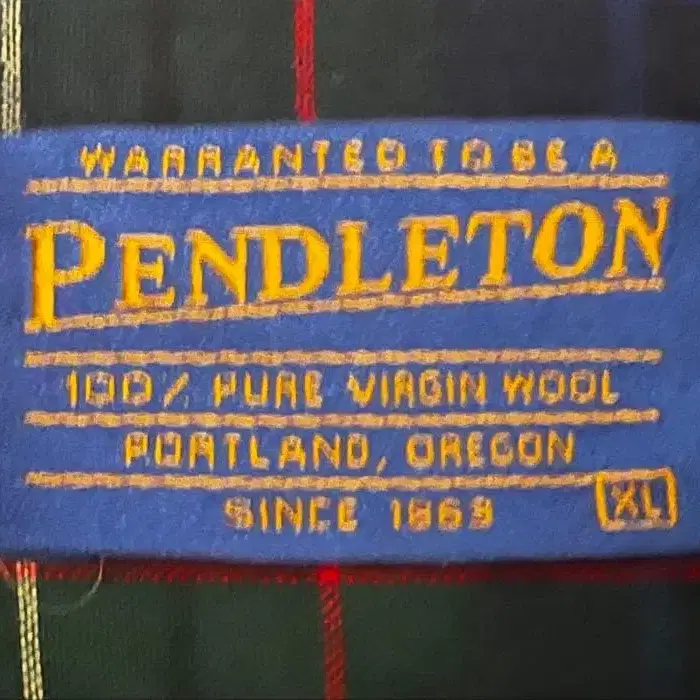 WARRANTED TO BE A
PENDLETON
100% PURE VIRGIN WOOL
PORTLAND, OREGON
SINCE 1863
XL